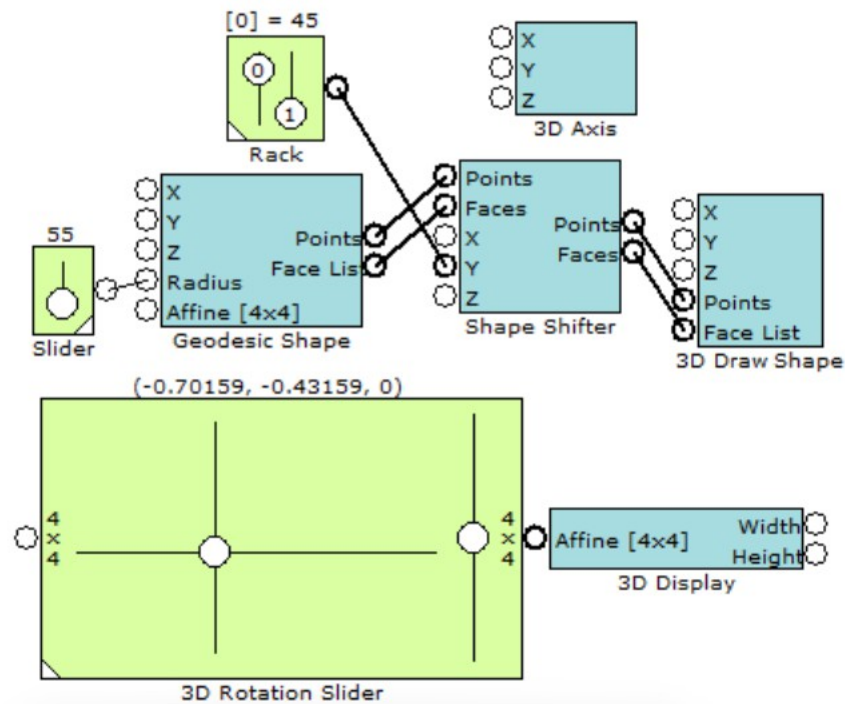 [0] = 45
0
1
Rack
X
Y
Z
3D Axis
55
Slider
X
Y
Z
Radius
Affine [4x4]
Points
Face List
Geodesic Shape
Points
Faces
X
Y
Z
Points
Faces
Shape Shifter
X
Y
Z
Points
Face List
3D Draw Shape
(-0.70159, -0.43159, 0)
4
x
4
4
x
4
3D Rotation Slider
Affine [4x4]
Width
Height
3D Display